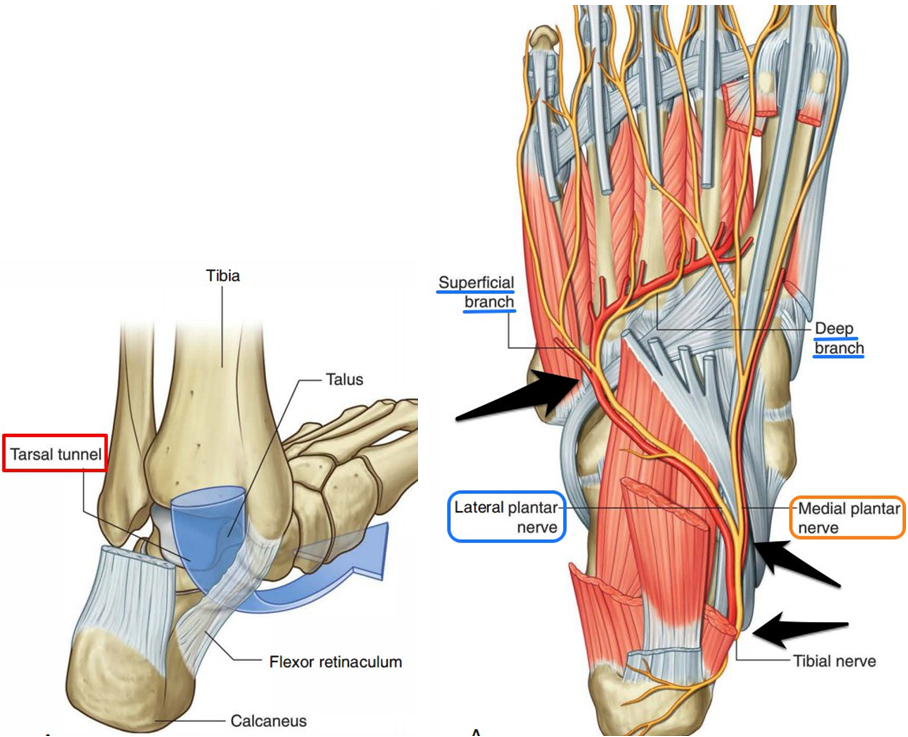 Tibia
Talus
Tarsal tunnel
Flexor retinaculum
Calcaneus
Superficial
branch
Deep
branch
Lateral plantar
nerve
Medial plantar
nerve
Tibial nerve
A